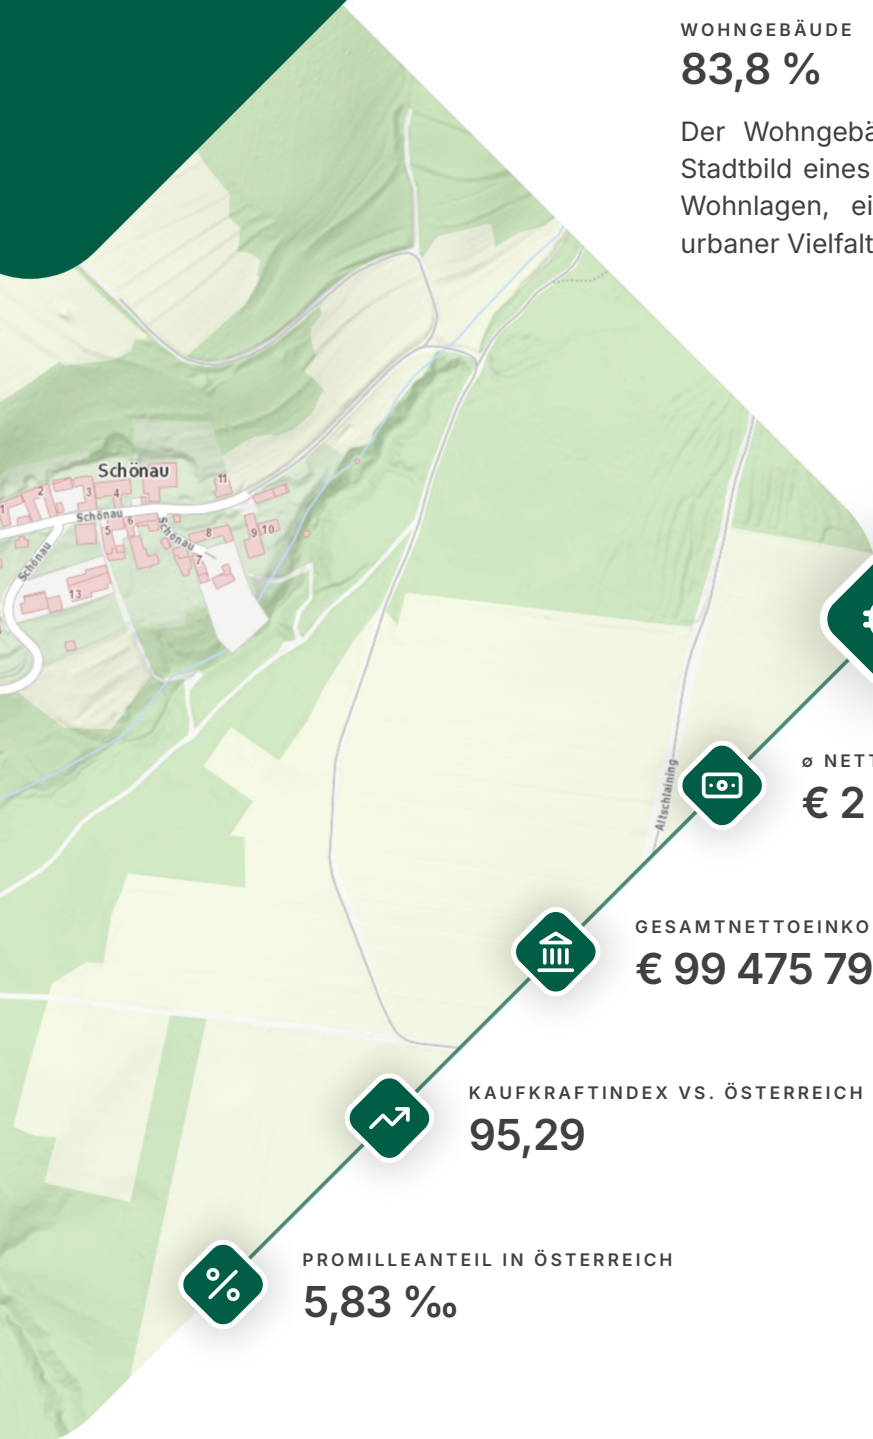 WOHNGEBÄUDE
83,8 %
Der Wohngebä
Stadtbild eines
Wohnlagen, ei
urbaner Vielfalt
Schönau
11
1
2
3
4
Schönau
5
6
Schönau
8
9
10
7
Schönau
13
Altschlaining
ø NETT
€ 2
GESAMTNETTOEINKO
€ 99 475 79
KAUFKRAFTINDEX VS. ÖSTERREICH
95,29
PROMILLEANTEIL IN ÖSTERREICH
5,83 ‰